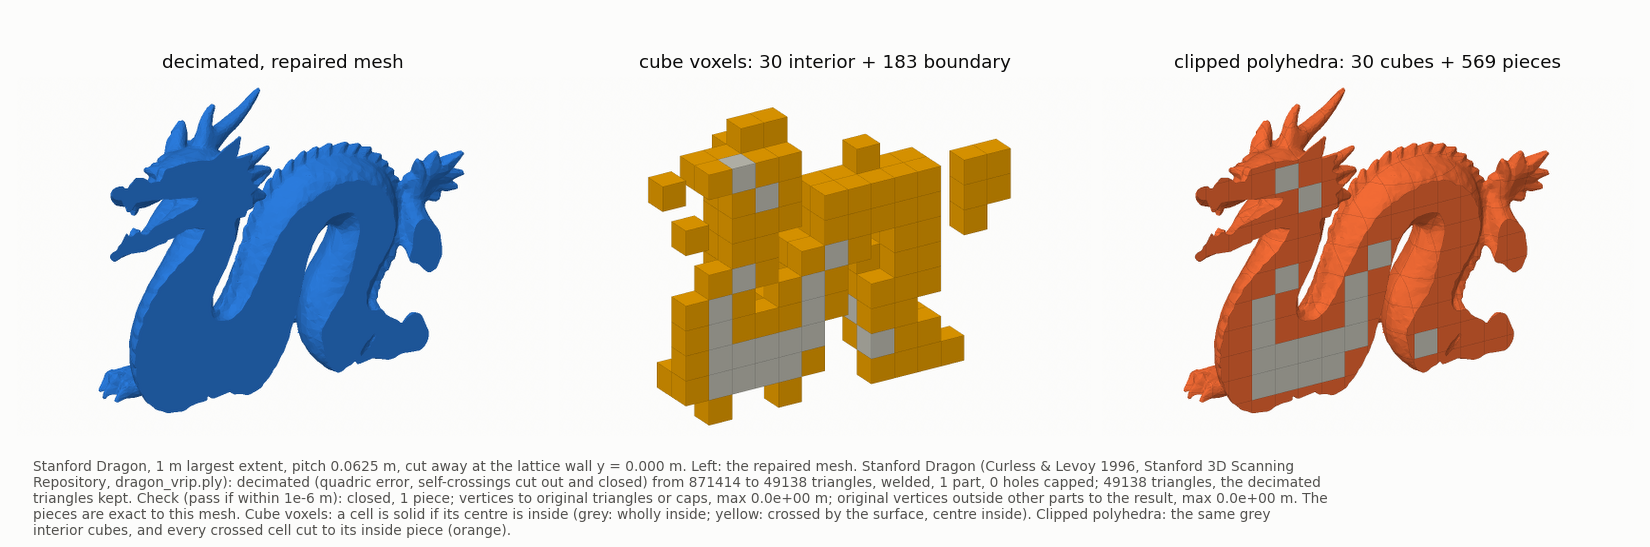 decimated, repaired mesh
cube voxels: 30 interior + 183 boundary
clipped polyhedra: 30 cubes + 569 pieces
Stanford Dragon, 1 m largest extent, pitch 0.0625 m, cut away at the lattice wall y = 0.000 m. Left: the repaired mesh. Stanford Dragon (Curless & Levoy 1996, Stanford 3D Scanning
Repository, dragon_vrip.ply): decimated (quadric error, self-crossings cut out and closed) from 871414 to 49138 triangles, welded, 1 part, 0 holes capped; 49138 triangles, the decimated
triangles kept. Check (pass if within 1e-6 m): closed, 1 piece; vertices to original triangles or caps, max 0.0e+00 m; original vertices outside other parts to the result, max 0.0e+00 m. The
pieces are exact to this mesh. Cube voxels: a cell is solid if its centre is inside (grey: wholly inside; yellow: crossed by the surface, centre inside). Clipped polyhedra: the same grey
interior cubes, and every crossed cell cut to its inside piece (orange).